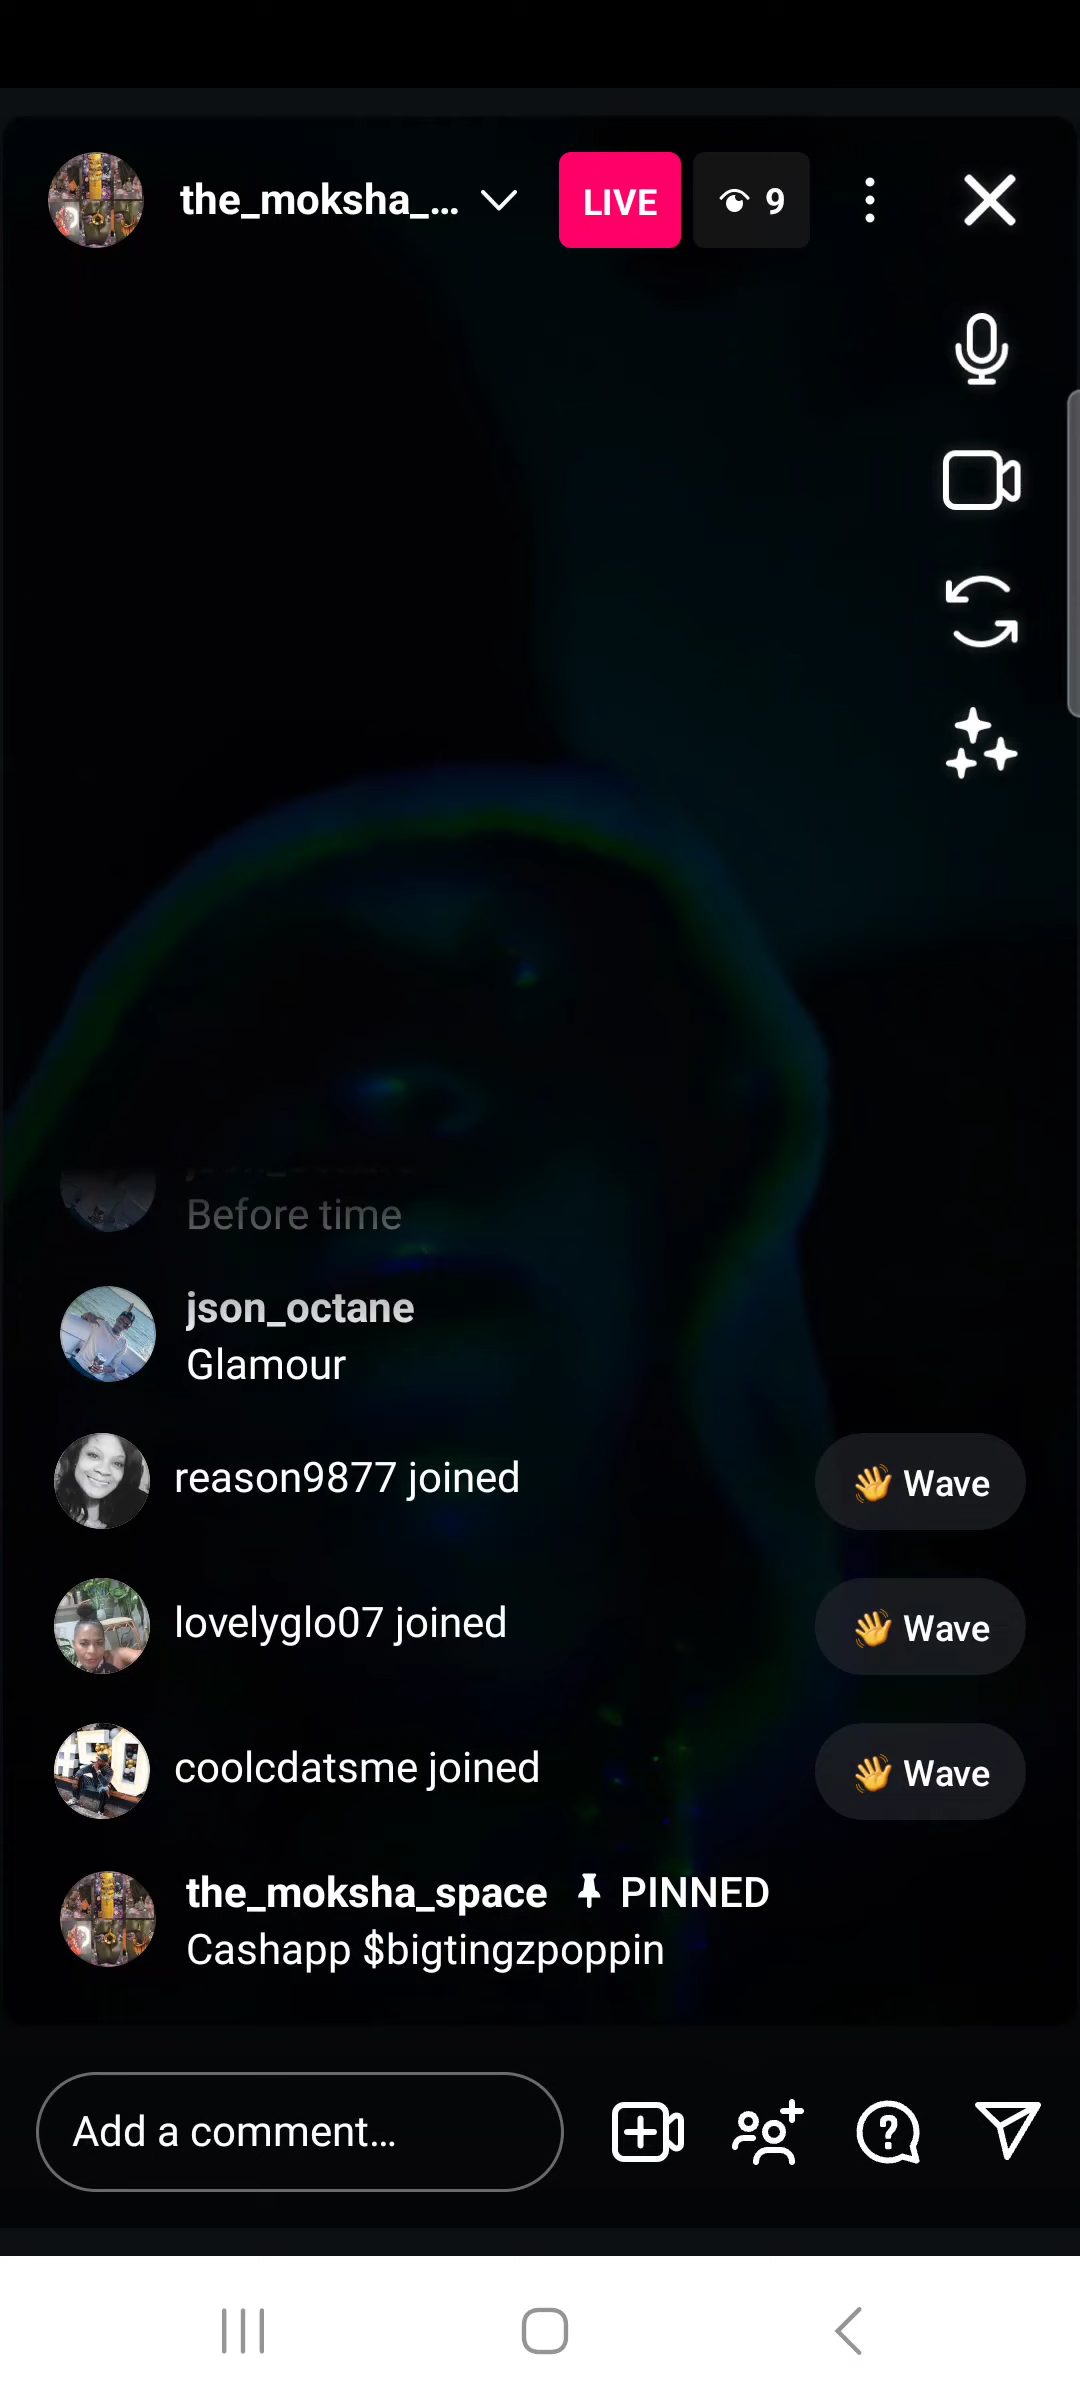 the_moksha_...
LIVE
9
Before time
json_octane
Glamour
reason9877 joined
👋 Wave
lovelyglo07 joined
👋 Wave
coolcdatsme joined
👋 Wave
the_moksha_space PINNED
Cashapp $bigtingzpoppin
Add a comment...